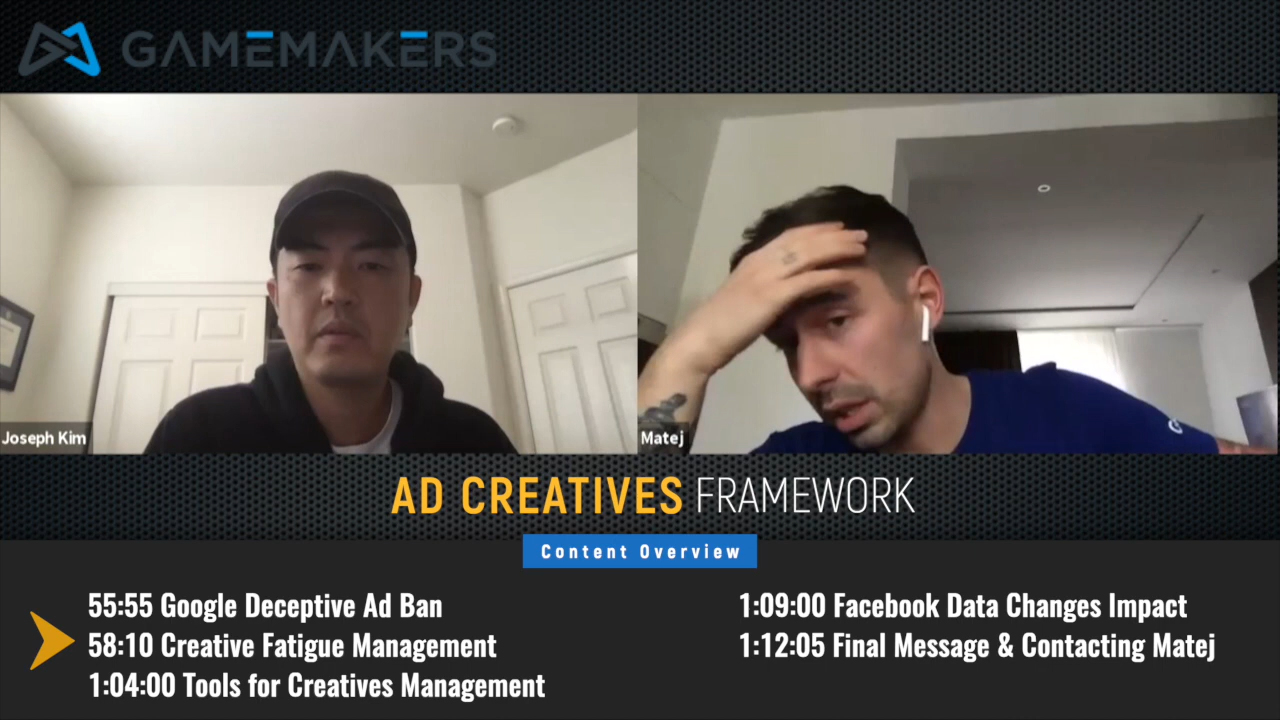 GAMEMAKERS
Joseph Kim
Matej
AD CREATIVES FRAMEWORK
Content Overview
55:55 Google Deceptive Ad Ban
58:10 Creative Fatigue Management
1:04:00 Tools for Creatives Management
1:09:00 Facebook Data Changes Impact
1:12:05 Final Message & Contacting Matej